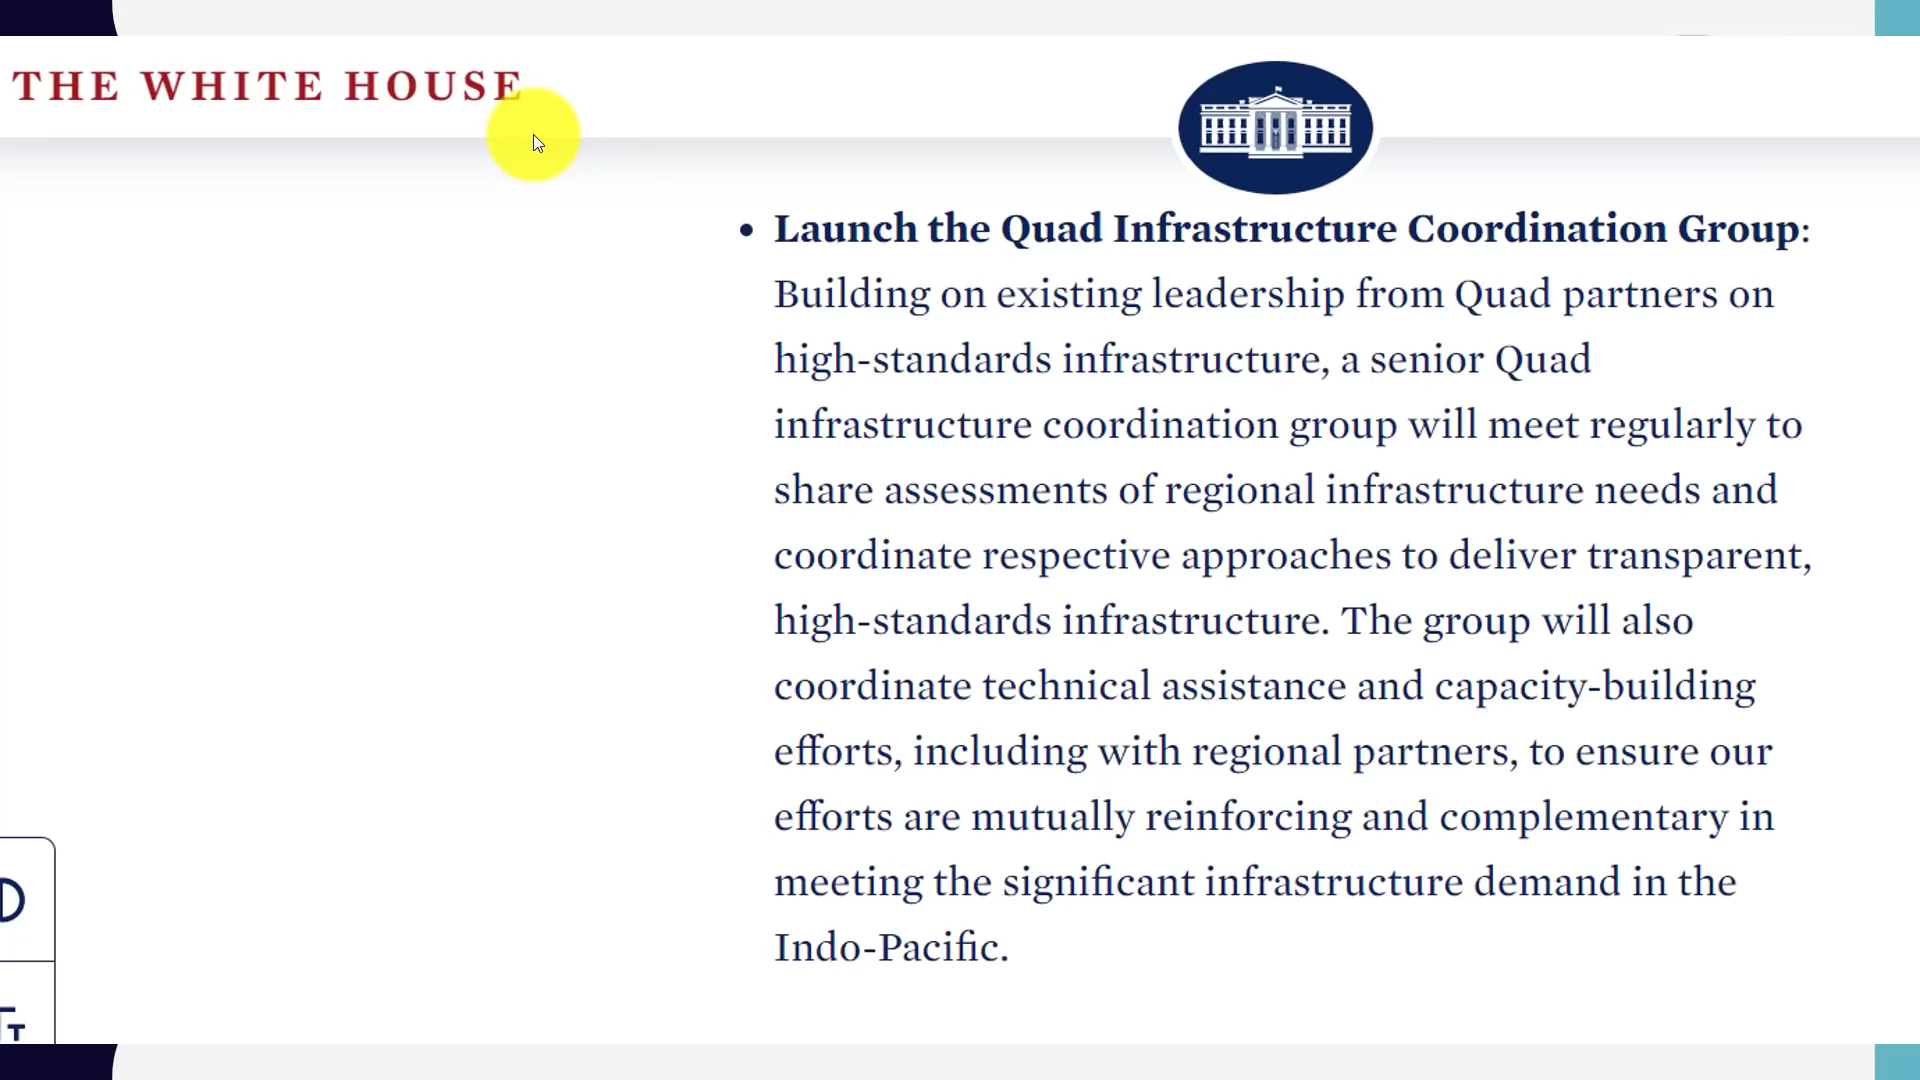 THE WHITE HOUSE
• Launch the Quad Infrastructure Coordination Group:
Building on existing leadership from Quad partners on
high-standards infrastructure, a senior Quad
infrastructure coordination group will meet regularly to
share assessments of regional infrastructure needs and
coordinate respective approaches to deliver transparent,
high-standards infrastructure. The group will also
coordinate technical assistance and capacity-building
efforts, including with regional partners, to ensure our
efforts are mutually reinforcing and complementary in
meeting the significant infrastructure demand in the
Indo-Pacific.